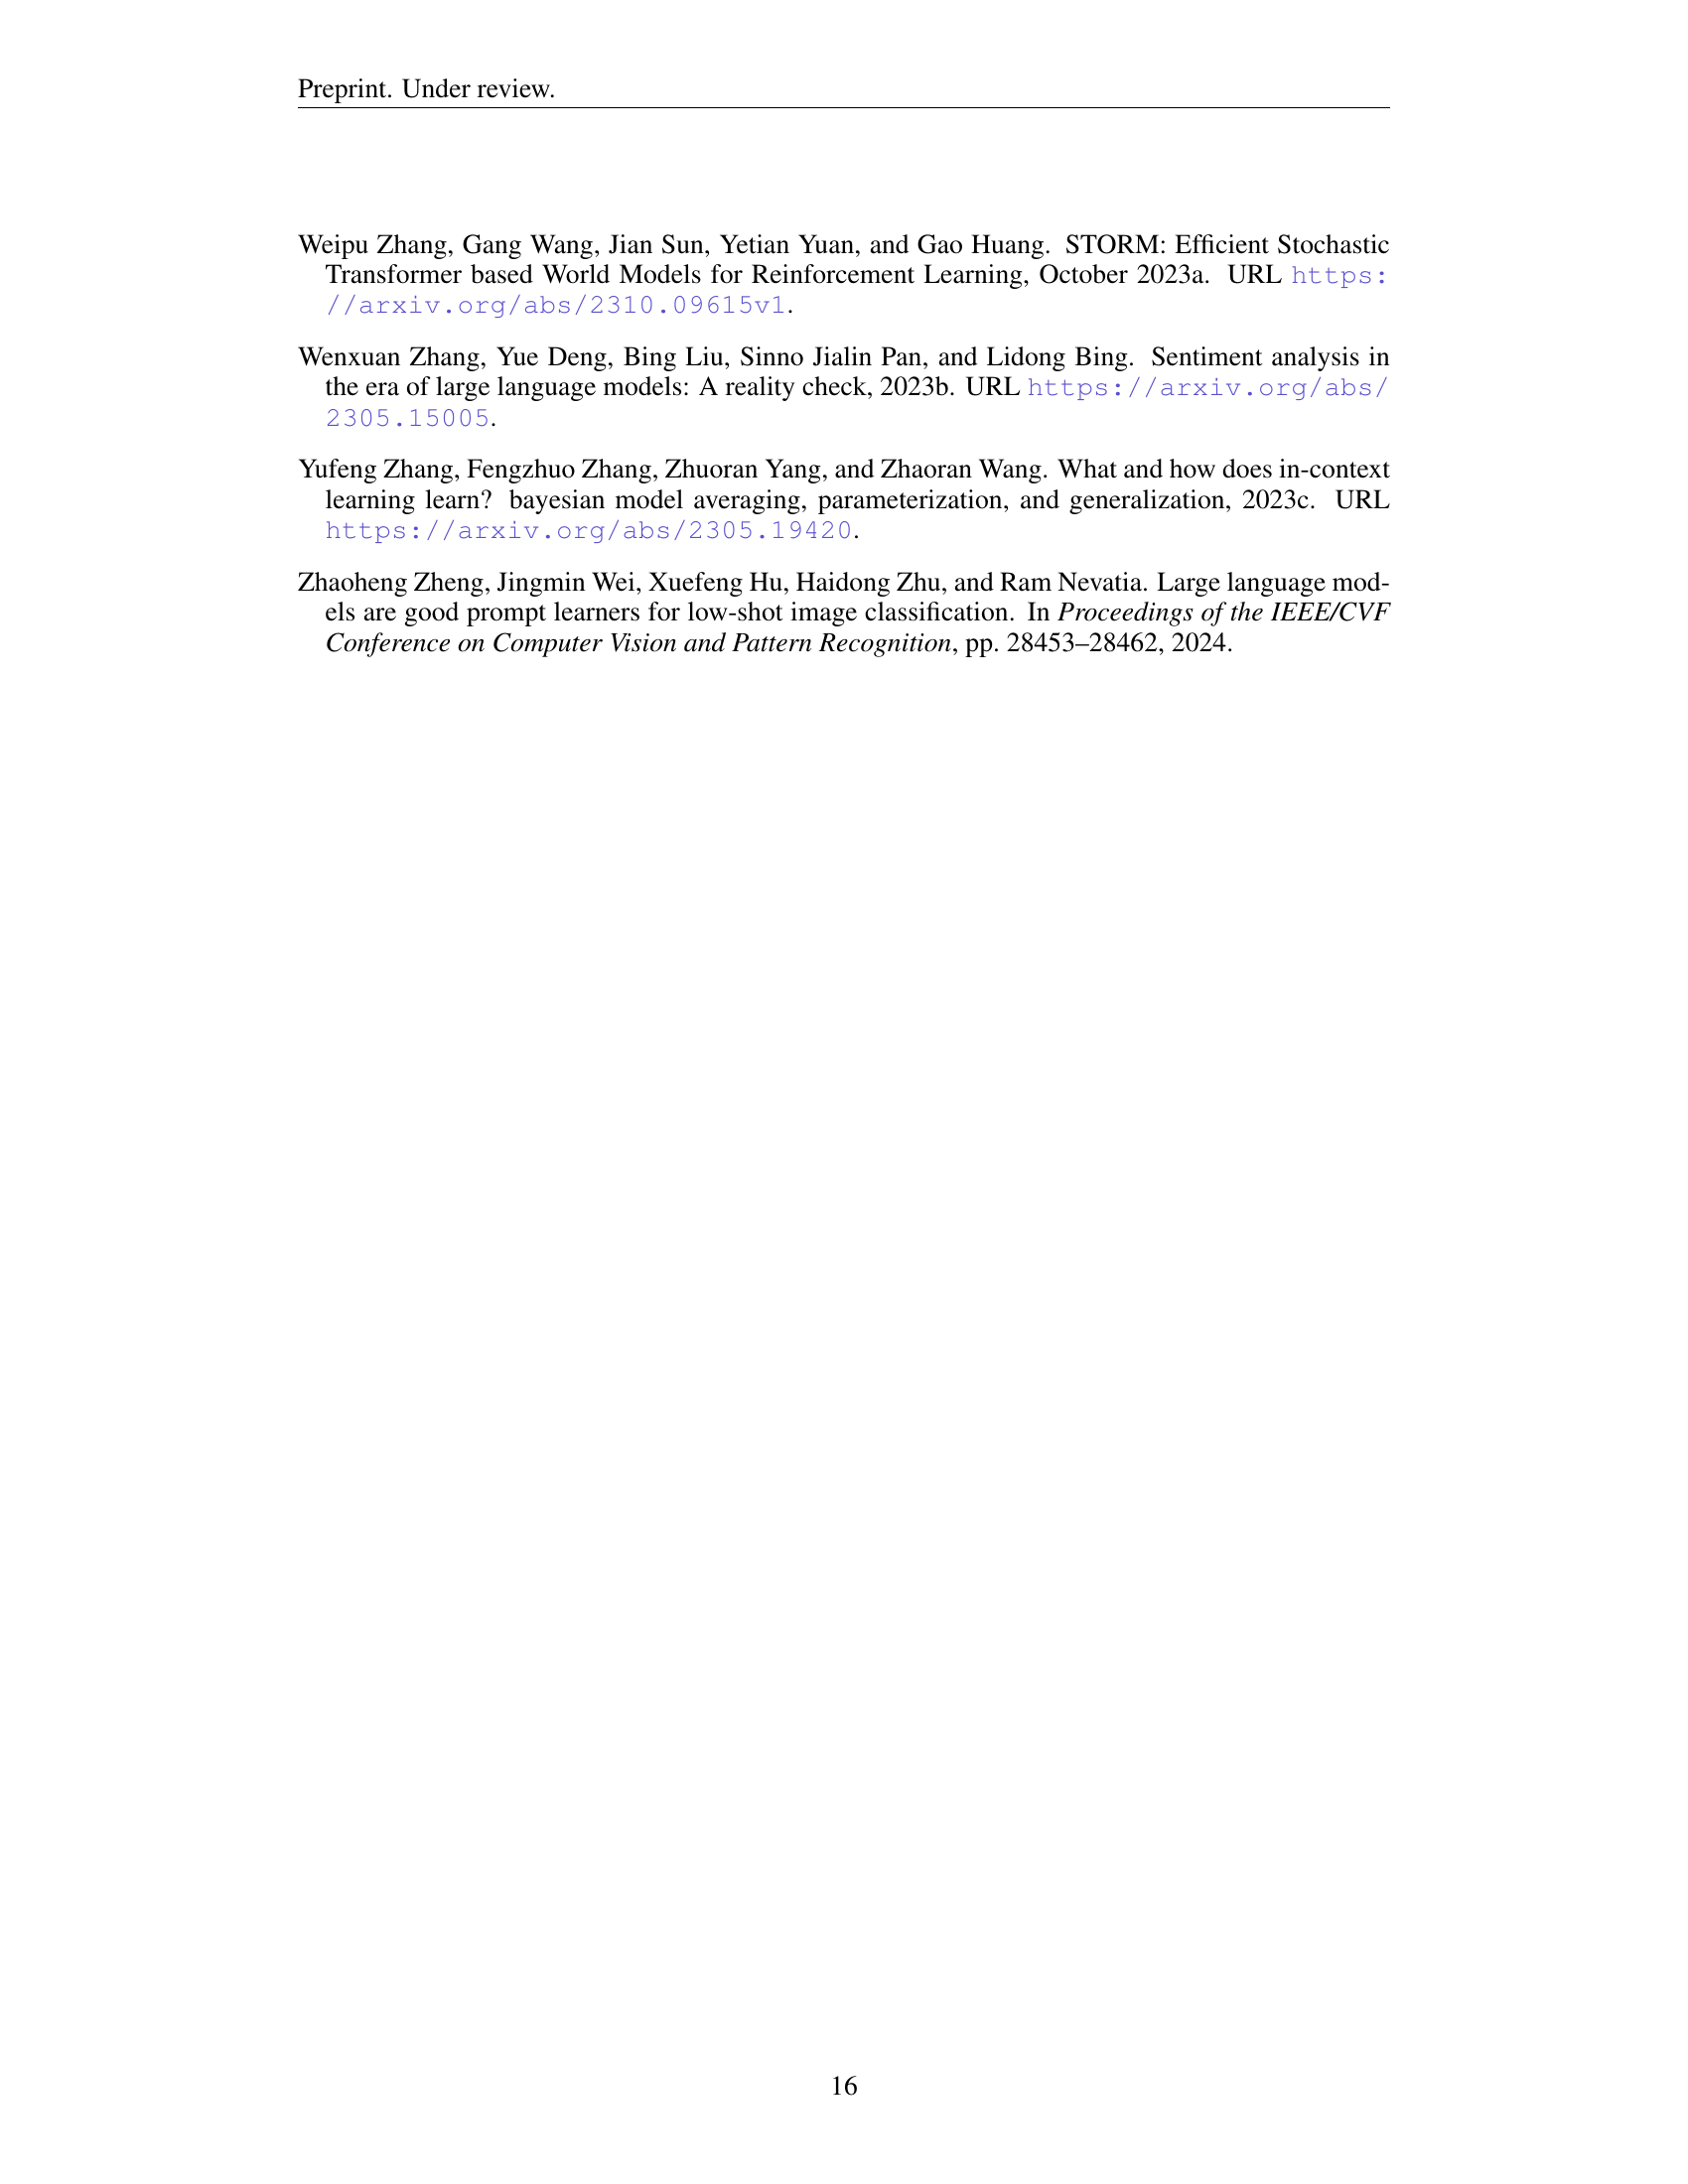 Preprint. Under review.
Weipu Zhang, Gang Wang, Jian Sun, Yetian Yuan, and Gao Huang. STORM: Efficient Stochastic
Transformer based World Models for Reinforcement Learning, October 2023a. URL https:
//arxiv.org/abs/2310.09615v1.
Wenxuan Zhang, Yue Deng, Bing Liu, Sinno Jialin Pan, and Lidong Bing. Sentiment analysis in
the era of large language models: A reality check, 2023b. URL https://arxiv.org/abs/
2305.15005.
Yufeng Zhang, Fengzhuo Zhang, Zhuoran Yang, and Zhaoran Wang. What and how does in-context
learning learn? bayesian model averaging, parameterization, and generalization, 2023c. URL
https://arxiv.org/abs/2305.19420.
Zhaoheng Zheng, Jingmin Wei, Xuefeng Hu, Haidong Zhu, and Ram Nevatia. Large language mod-
els are good prompt learners for low-shot image classification. In Proceedings of the IEEE/CVF
Conference on Computer Vision and Pattern Recognition, pp. 28453–28462, 2024.
16